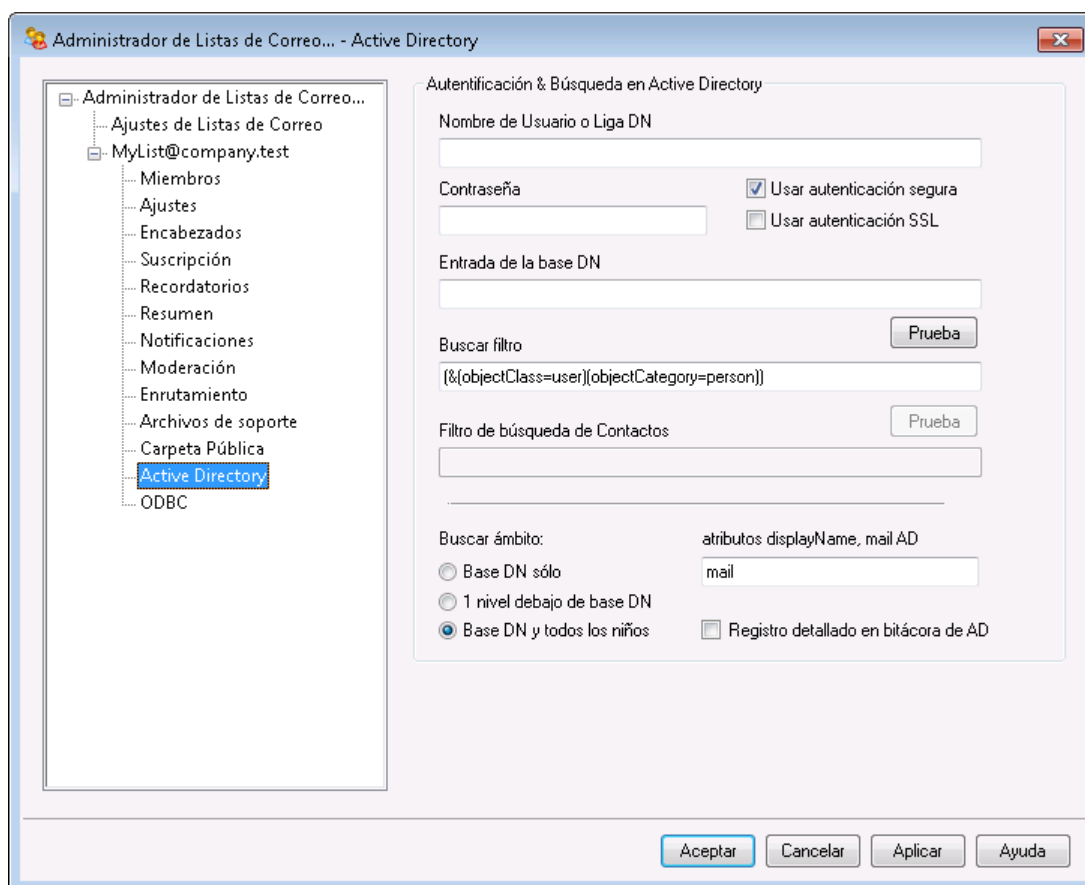 Administrador de Listas de Correo... - Active Directory
Administrador de Listas de Correo...
Ajustes de Listas de Correo
MyList@company.test
Miembros
Ajustes
Encabezados
Suscripción
Recordatorios
Resumen
Notificaciones
Moderación
Enrutamiento
Archivos de soporte
Carpeta Pública
Active Directory
ODBC
Autentificación & Búsqueda en Active Directory
Nombre de Usuario o Liga DN
Contraseña
Usar autenticación segura
Usar autenticación SSL
Entrada de la base DN
Prueba
Buscar filtro
(&(objectClass=user)(objectCategory=person))
Prueba
Filtro de búsqueda de Contactos
Buscar ámbito:
atributos displayName, mail AD
Base DN sólo
mail
1 nivel debajo de base DN
Base DN y todos los niños
Registro detallado en bitácora de AD
Aceptar
Cancelar
Aplicar
Ayuda